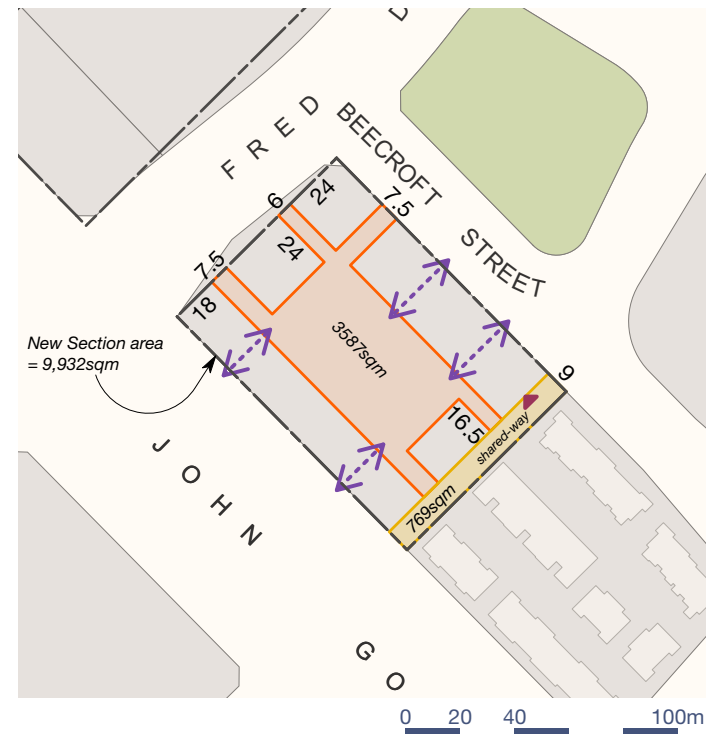 D
FRED
BEECROFT
STREET
24
6
7.5
24
7.5
18
3587sqm
New Section area
= 9,932sqm
9
16.5
shared-way
769sqm
JOHN
GO
0 20 40 100m